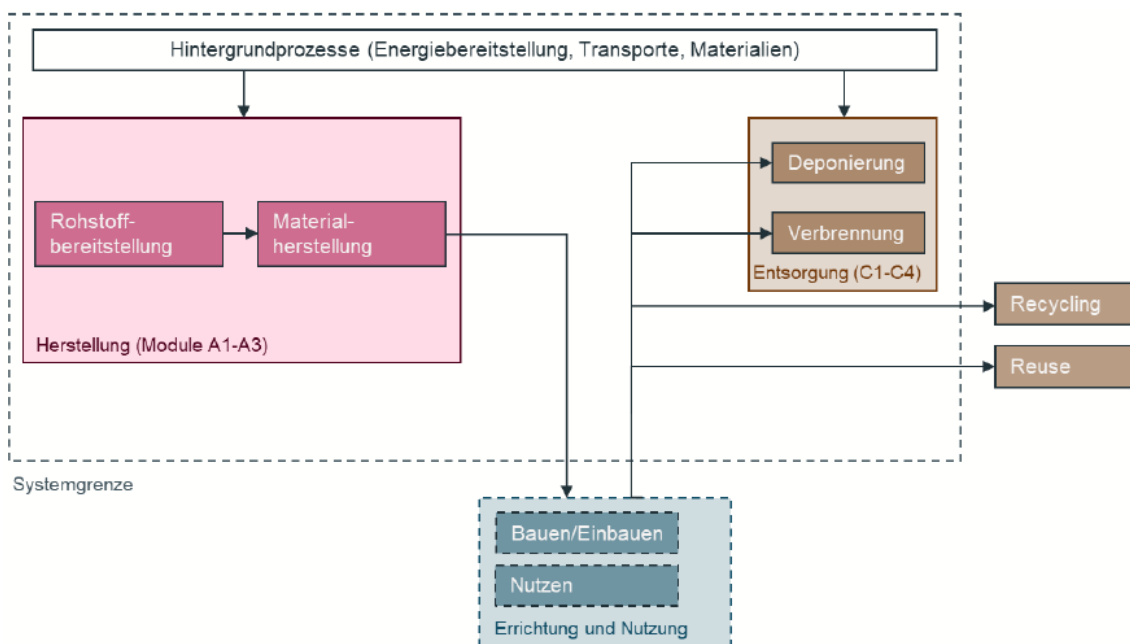 Hintergrundprozesse (Energiebereitstellung, Transporte, Materialien)
Rohstoff-
bereitstellung
Material-
herstellung
Herstellung (Module A1-A3)
Deponierung
Verbrennung
Entsorgung (C1-C4)
Recycling
Reuse
Systemgrenze
Bauen/Einbauen
Nutzen
Errichtung und Nutzung